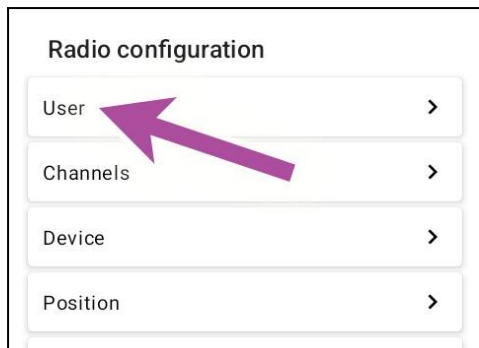 Radio configuration
User
Channels
Device
Position